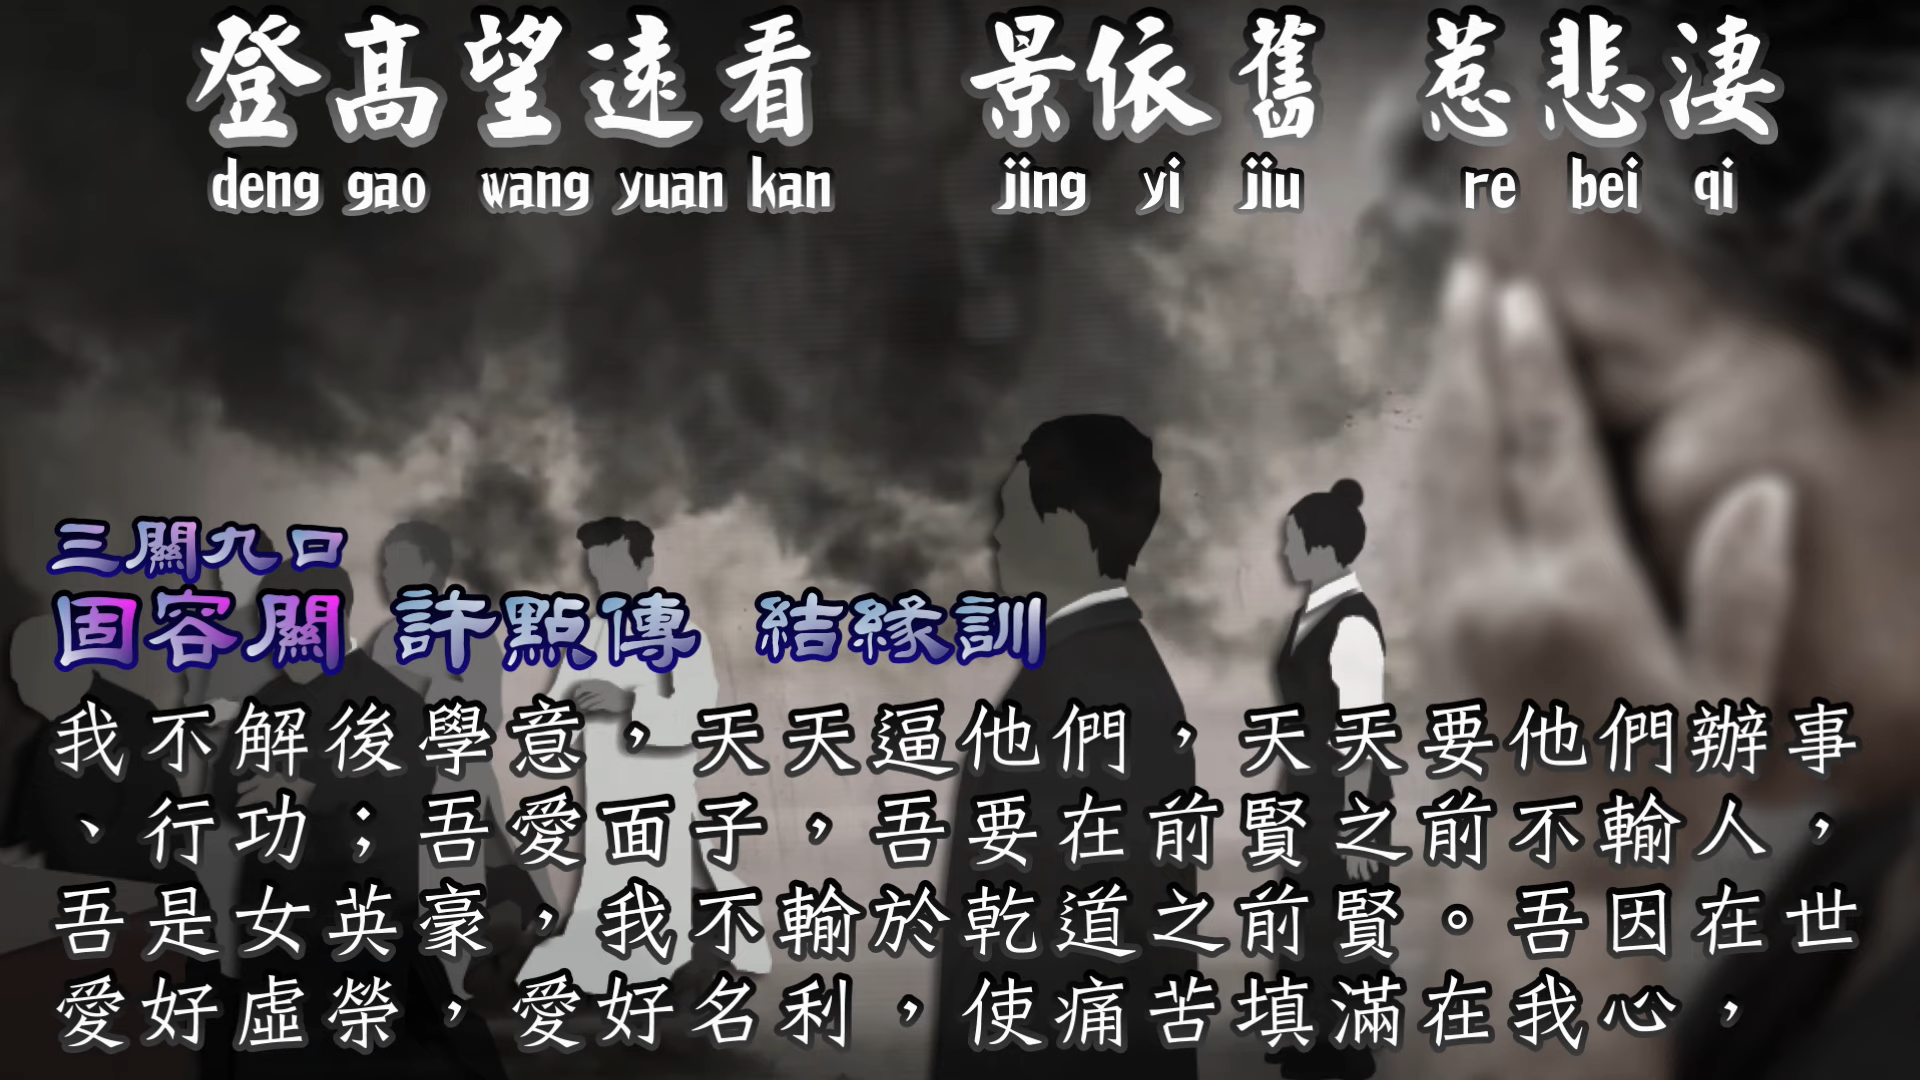 登高望遠看 景依舊 惹悲淒
deng gao wang yuan kan jing yi jiu re bei qi
三關九口
固容關 許點傳 結緣訓
我不解後學意，天天逼他們，天天要他們辦事
、行功；吾愛面子，吾要在前賢之前不輸人，
吾是女英豪，我不輸於乾道之前賢。吾因在世
愛好虛榮，愛好名利，使痛苦填滿在我心，